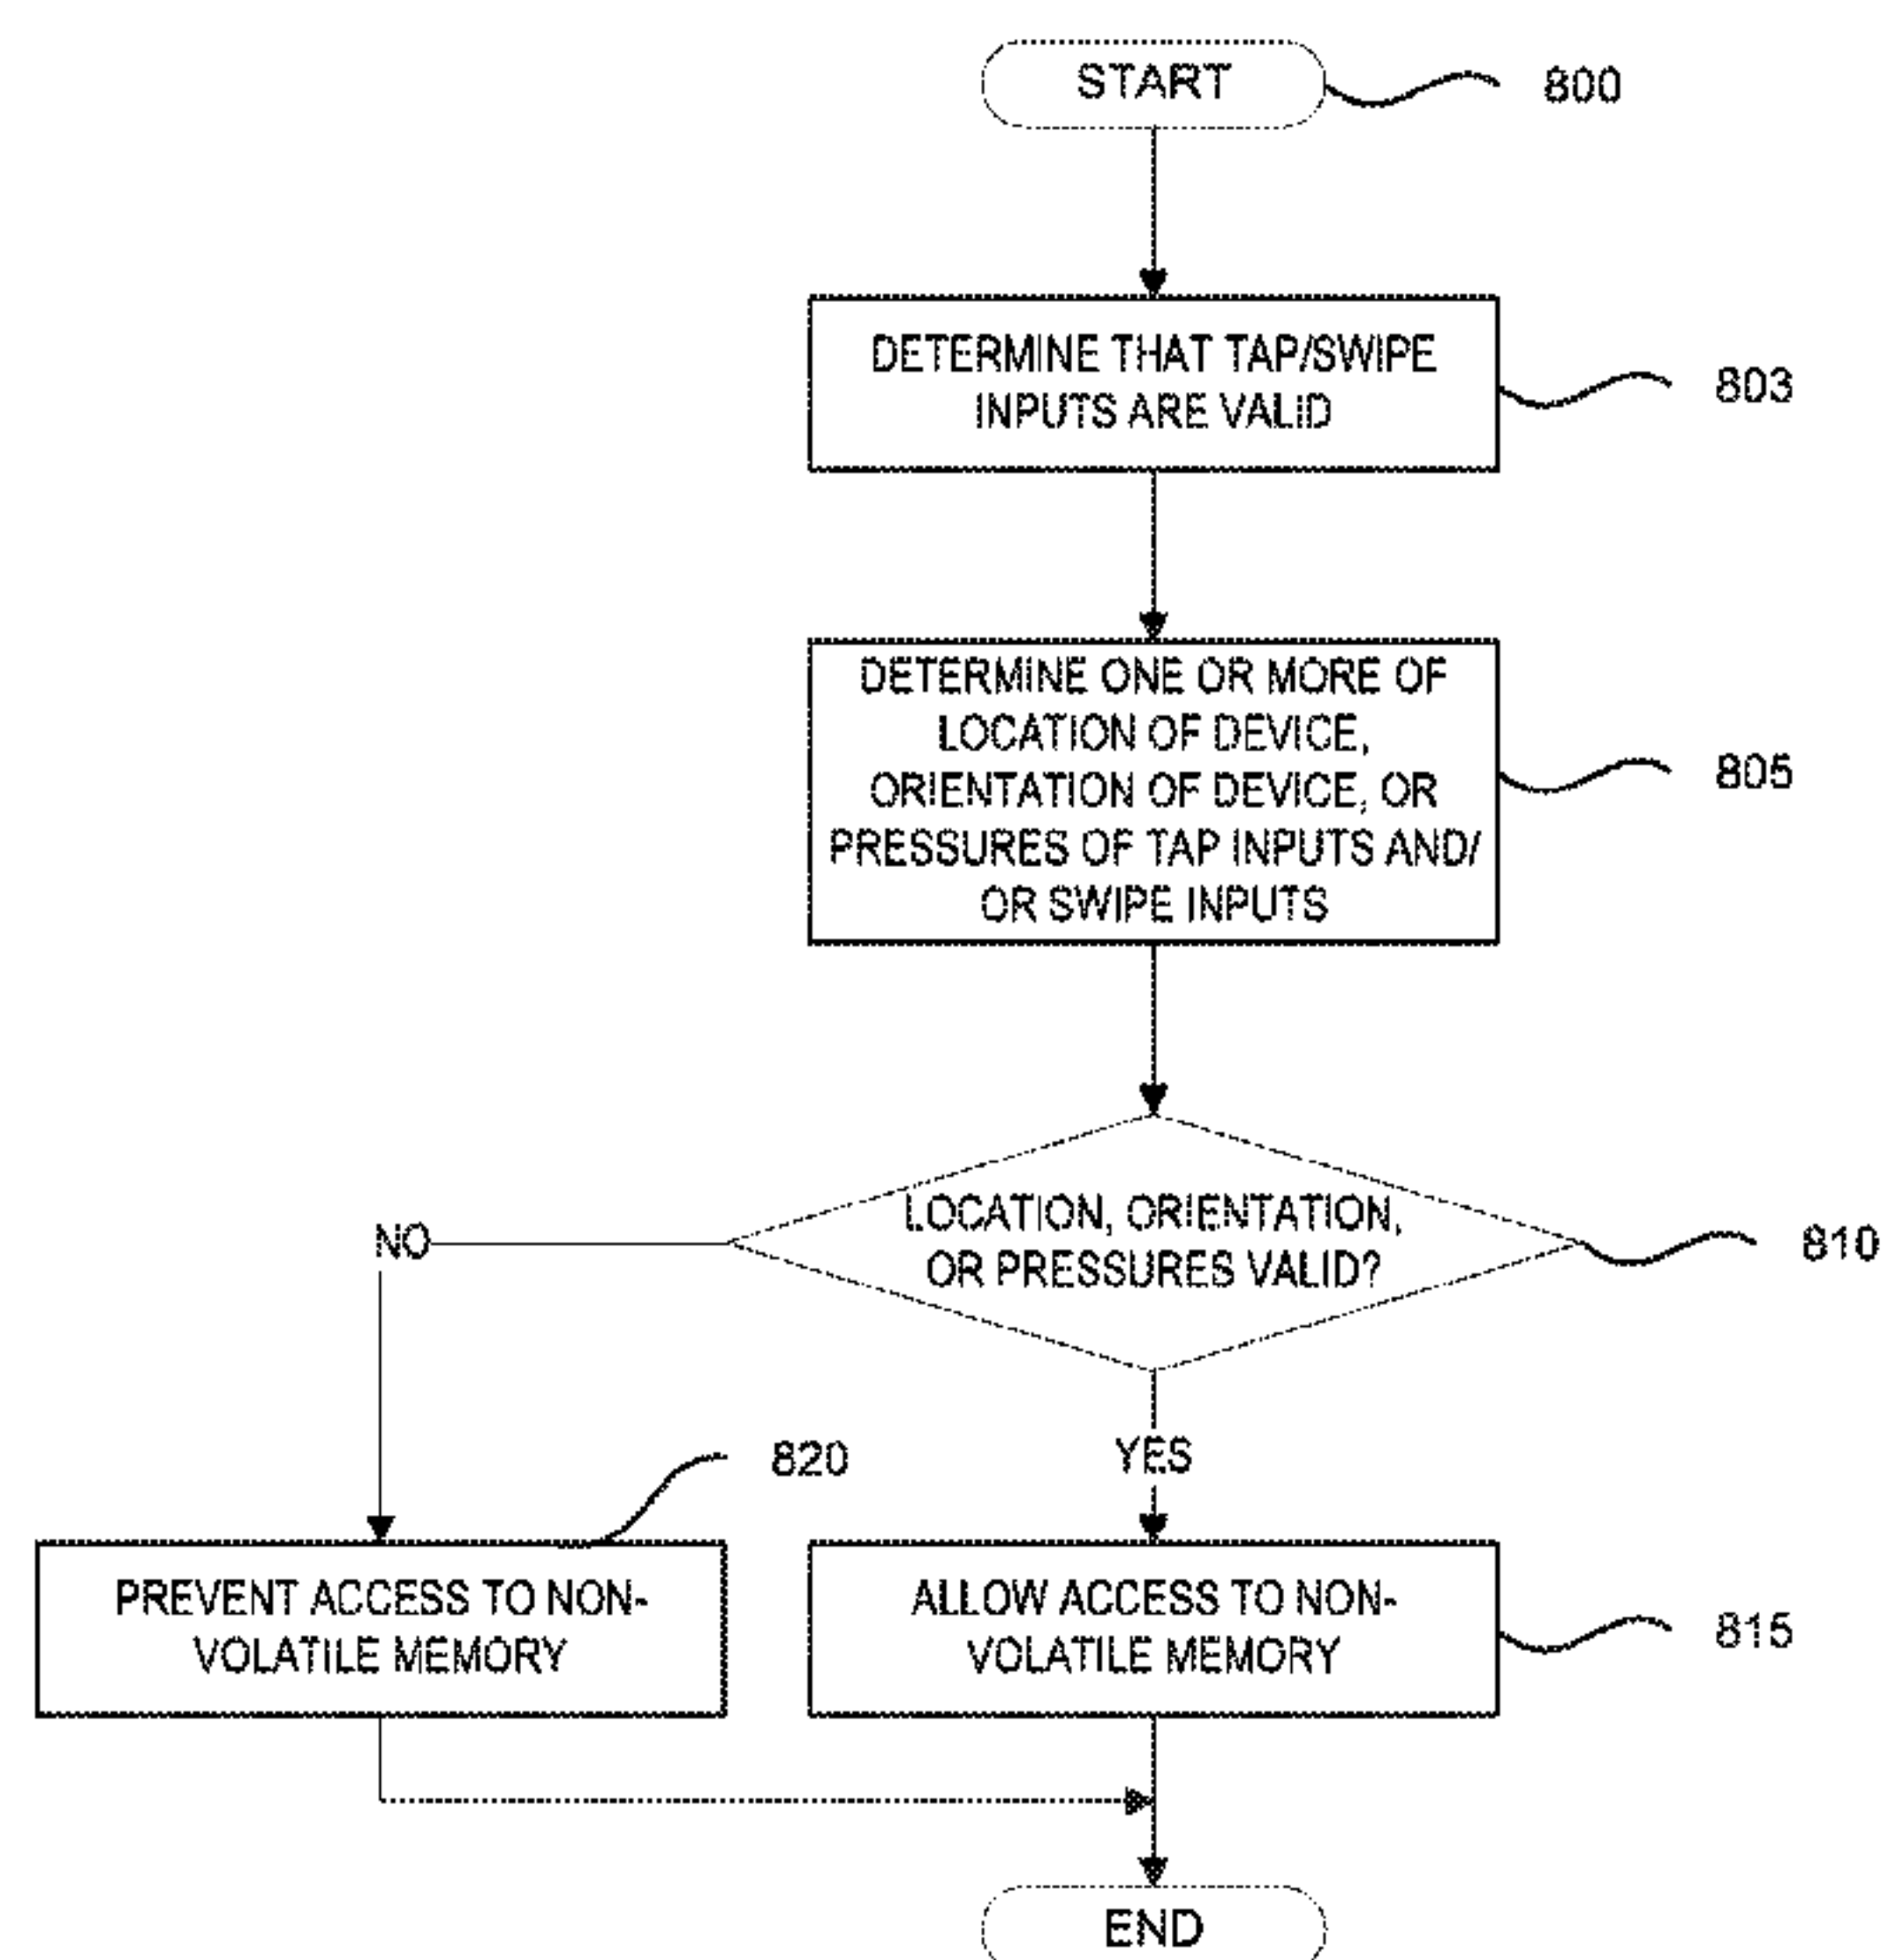 START
800
DETERMINE THAT TAP/SWIPE
INPUTS ARE VALID
803
DETERMINE ONE OR MORE OF
LOCATION OF DEVICE,
ORIENTATION OF DEVICE, OR
PRESSURES OF TAP INPUTS AND/
OR SWIPE INPUTS
805
LOCATION, ORIENTATION,
OR PRESSURES VALID?
810
NO
YES
820
PREVENT ACCESS TO NON-
VOLATILE MEMORY
ALLOW ACCESS TO NON-
VOLATILE MEMORY
815
END